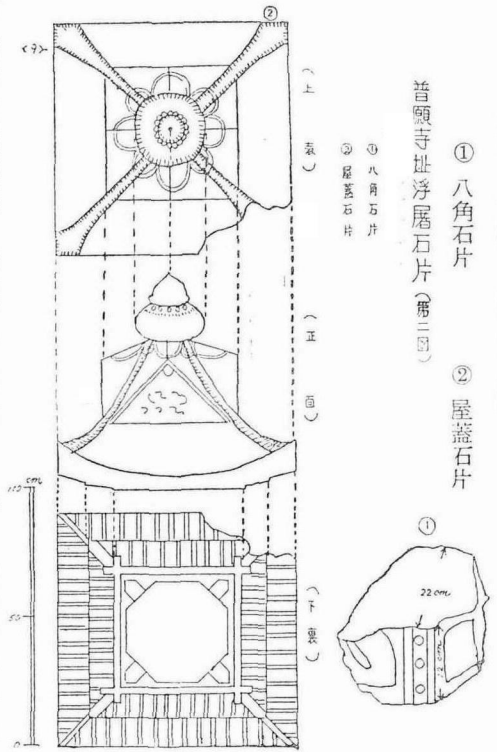 ① 八角石片
② 屋蓋石片
普願寺址浮屠石片(第二図)
① 八角石片
② 屋蓋石片
②
(上表)
(正面)
(下裏)
cm
110
50
0
①
22cm